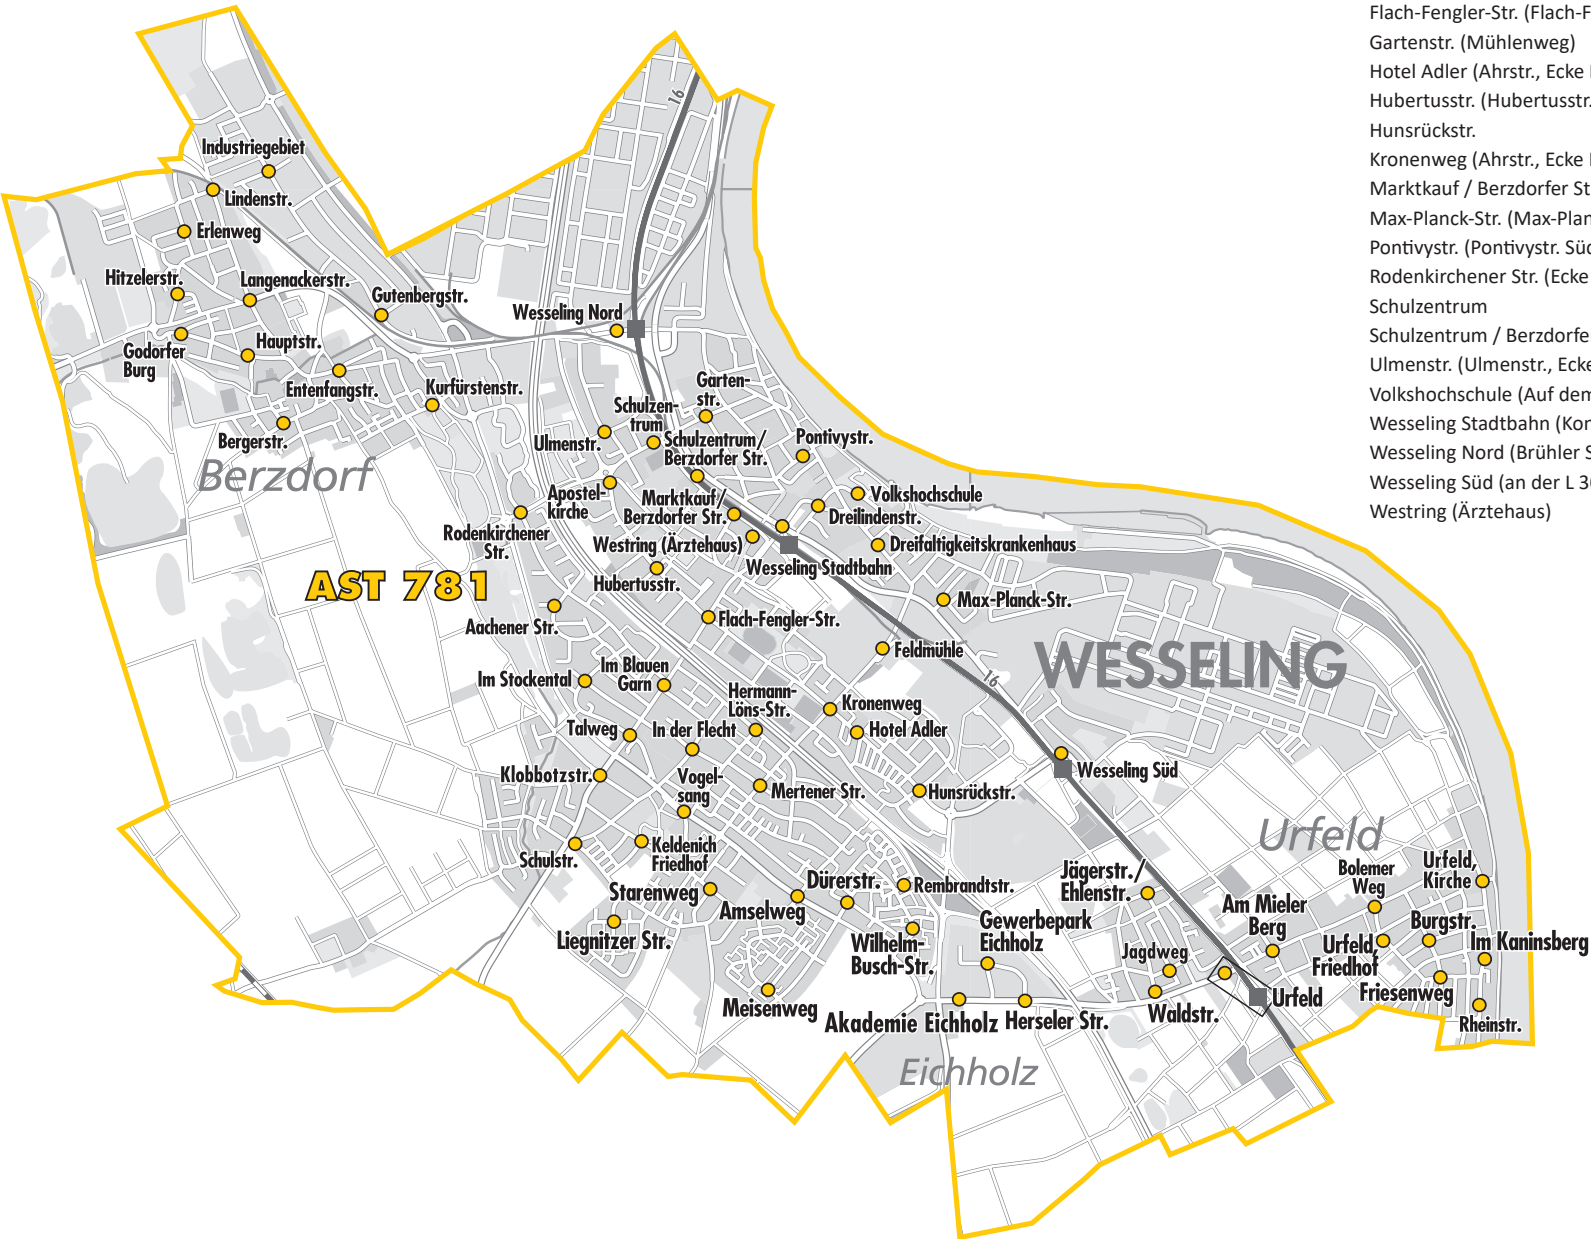 Flach-Fengler-Str. (Flach-F
Gartenstr. (Mühlenweg)
Hotel Adler (Ahrstr., Ecke
Hubertusstr. (Hubertusstr.
Hunsrückstr.
Kronenweg (Ahrstr., Ecke
Marktkauf / Berzdorfer St
Max-Planck-Str. (Max-Plan
Pontivystr. (Pontivystr. Süd
Rodenkirchener Str. (Ecke
Schulzentrum
Schulzentrum / Berzdorfe
Ulmenstr. (Ulmenstr., Ecke
Volkshochschule (Auf dem
Wesseling Stadtbahn (Kon
Wesseling Nord (Brühler S
Wesseling Süd (an der L 30
Westring (Ärztehaus)
16
Industriegebiet
Lindenstr.
Erlenweg
Hitzelerstr.
Langenackerstr.
Gutenbergstr.
Wesseling Nord
Godorfer
Burg
Hauptstr.
Entenfangstr.
Kurfürstenstr.
Bergerstr.
Berzdorf
Garten-
str.
Schulzen-
trum
Ulmenstr.
Schulzentrum/
Berzdorfer Str.
Pontivystr.
Apostel-
kirche
Marktkauf/
Berzdorfer Str.
Volkshochschule
Dreilindenstr.
Rodenkirchener
Str.
Westring (Ärztehaus)
Dreifaltigkeitskrankenhaus
Wesseling Stadtbahn
Hubertusstr.
AST 781
Max-Planck-Str.
Aachener Str.
Flach-Fengler-Str.
Feldmühle
WESSELING
16
Im Stockental
Im Blauen
Garn
Hermann-
Löns-Str.
Kronenweg
Talweg
In der Flecht
Hotel Adler
Klobbotzstr.
Vogel-
sang
Mertener Str.
Hunsrückstr.
Wesseling Süd
Urfeld
Schulstr.
Keldenich
Friedhof
Starenweg
Amselweg
Dürerstr.
Rembrandtstr.
Jägerstr./
Ehlenstr.
Bolemer
Weg
Urfeld,
Kirche
Liegnitzer Str.
Wilhelm-
Busch-Str.
Gewerbepark
Eichholz
Am Mieler
Berg
Burgstr.
Jagdweg
Urfeld,
Friedhof
Im Kaninsberg
Friesenweg
Meisenweg
Akademie Eichholz
Herseler Str.
Waldstr.
Urfeld
Rheinstr.
Eichholz